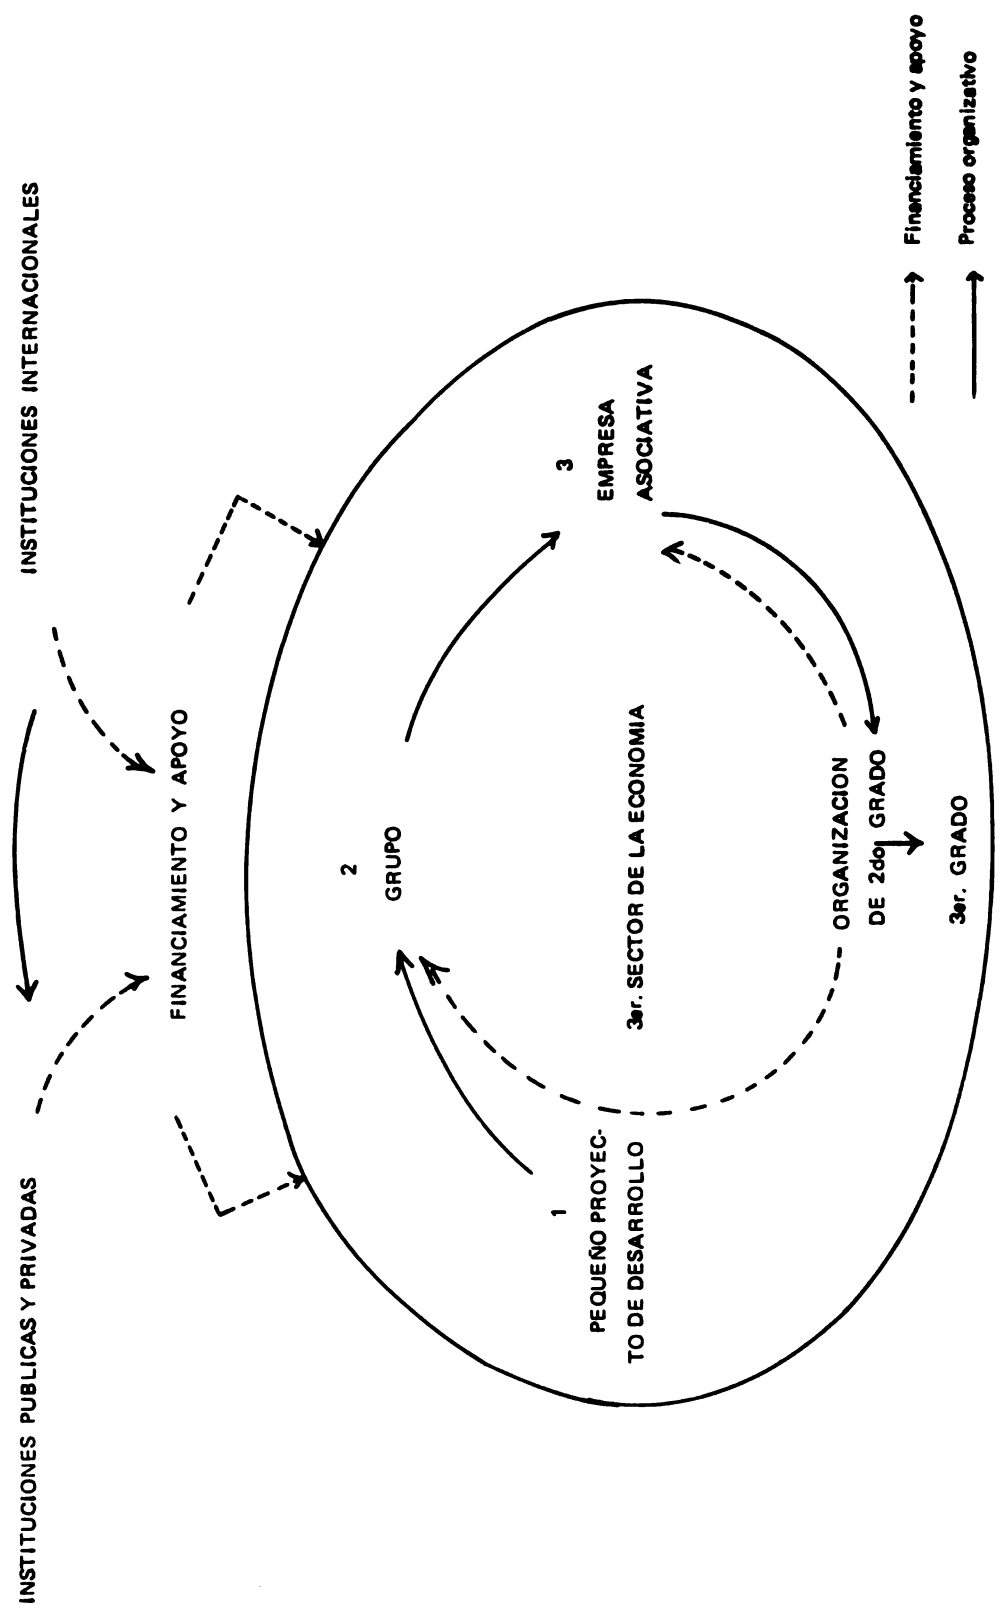 INSTITUCIONES PUBLICAS Y PRIVADAS
INSTITUCIONES INTERNACIONALES
FINANCIAMIENTO Y APOYO
2
GRUPO
1
PEQUEÑO PROYEC-
TO DE DESARROLLO
3er. SECTOR DE LA ECONOMIA
3
EMPRESA
ASOCIATIVA
ORGANIZACION
DE 2do. GRADO
3er. GRADO
Financiamiento y apoyo
Proceso organizativo